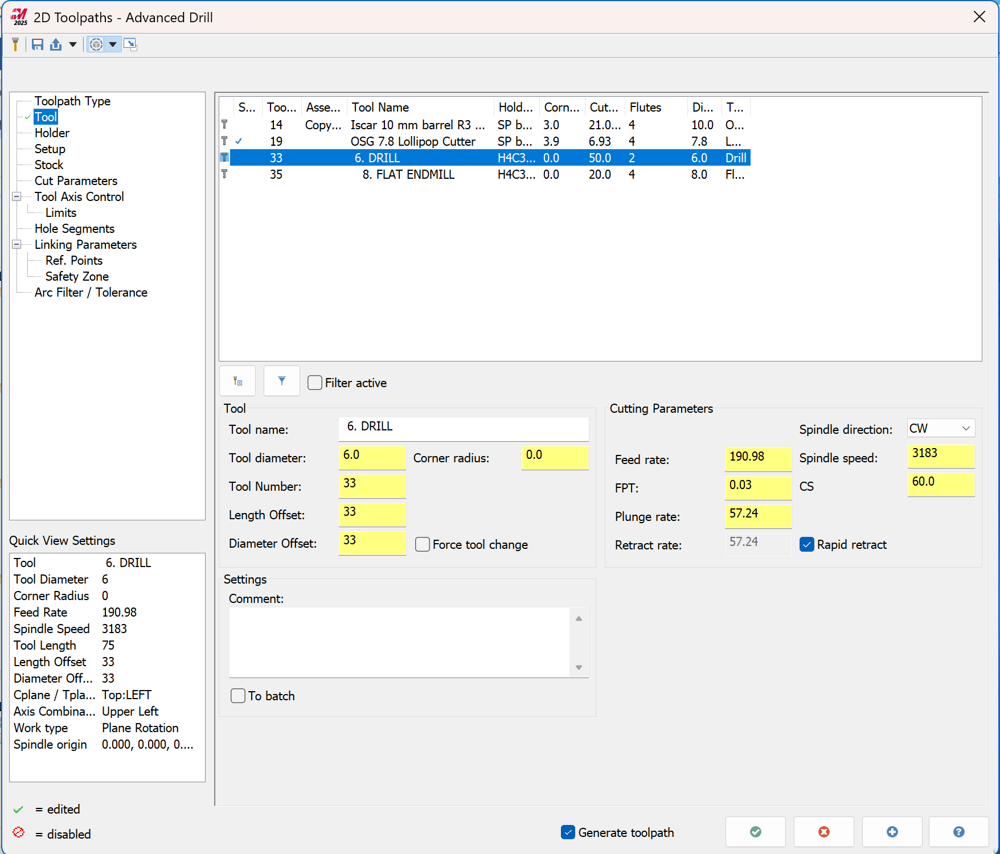 2025 2D Toolpaths - Advanced Drill
Toolpath Type
Tool
Holder
Setup
Stock
Cut Parameters
Tool Axis Control
Limits
Hole Segments
Linking Parameters
Ref. Points
Safety Zone
Arc Filter / Tolerance
S... Too... Asse... Tool Name Hold... Corn... Cut... Flutes Di... T...
14 Copy... Iscar 10 mm barrel R3 ... SP b... 3.0 21.0... 4 10.0 O...
19 OSG 7.8 Lollipop Cutter SP b... 3.9 6.93 4 7.8 L...
33 6. DRILL H4C3... 0.0 50.0 2 6.0 Drill
35 8. FLAT ENDMILL H4C3... 0.0 20.0 4 8.0 Fl...
Filter active
Tool
Tool name: 6. DRILL
Tool diameter: 6.0 Corner radius: 0.0
Tool Number: 33
Length Offset: 33
Diameter Offset: 33 Force tool change
Cutting Parameters
Spindle direction: CW
Feed rate: 190.98 Spindle speed: 3183
FPT: 0.03 CS 60.0
Plunge rate: 57.24
Retract rate: 57.24 Rapid retract
Settings
Comment:
To batch
Quick View Settings
Tool 6. DRILL
Tool Diameter 6
Corner Radius 0
Feed Rate 190.98
Spindle Speed 3183
Tool Length 75
Length Offset 33
Diameter Off... 33
Cplane / Tpla... Top:LEFT
Axis Combina... Upper Left
Work type Plane Rotation
Spindle origin 0.000, 0.000, 0....
= edited
= disabled
Generate toolpath